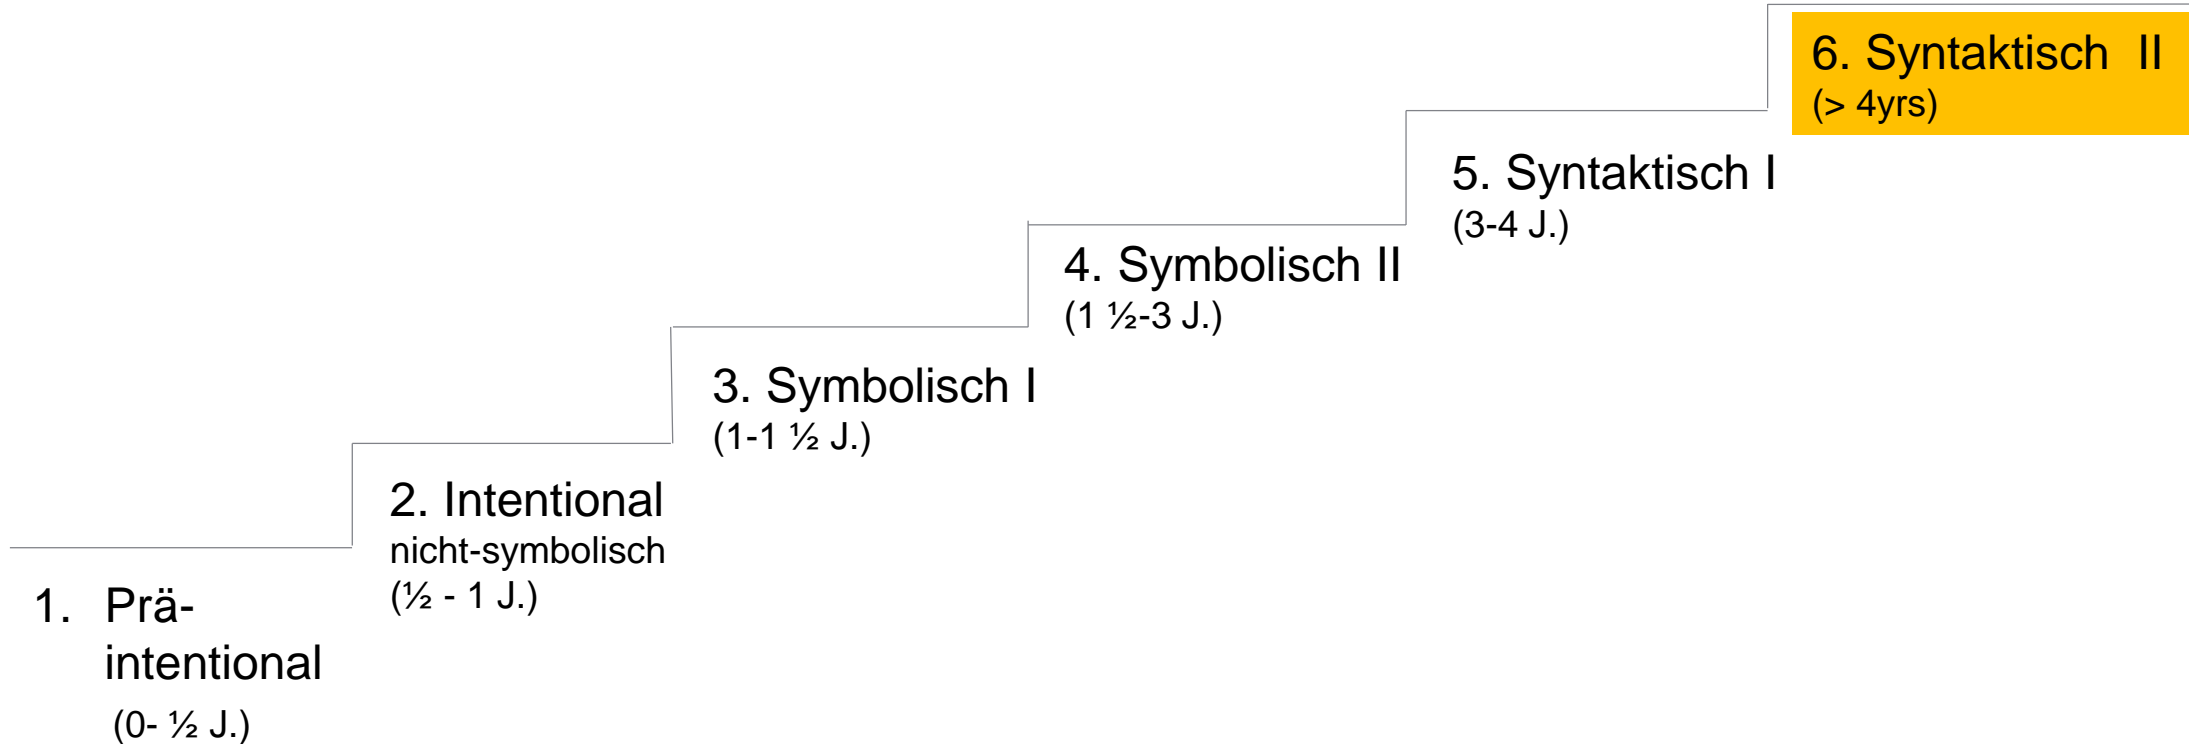 1. Prä-
intentional
(0- ½ J.)
2. Intentional
nicht-symbolisch
(½ - 1 J.)
3. Symbolisch I
(1-1 ½ J.)
4. Symbolisch II
(1 ½-3 J.)
5. Syntaktisch I
(3-4 J.)
6. Syntaktisch II
(> 4yrs)